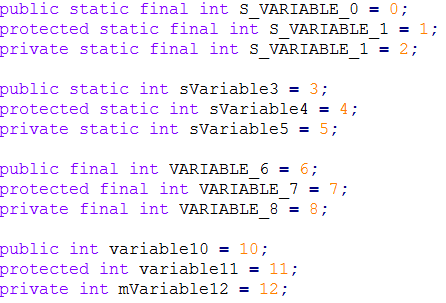 public static final int S_VARIABLE_0 = 0;
protected static final int S_VARIABLE_1 = 1;
private static final int S_VARIABLE_1 = 2;
public static int sVariable3 = 3;
protected static int sVariable4 = 4;
private static int sVariable5 = 5;
public final int VARIABLE_6 = 6;
protected final int VARIABLE_7 = 7;
private final int VARIABLE_8 = 8;
public int variable10 = 10;
protected int variable11 = 11;
private int mVariable12 = 12;